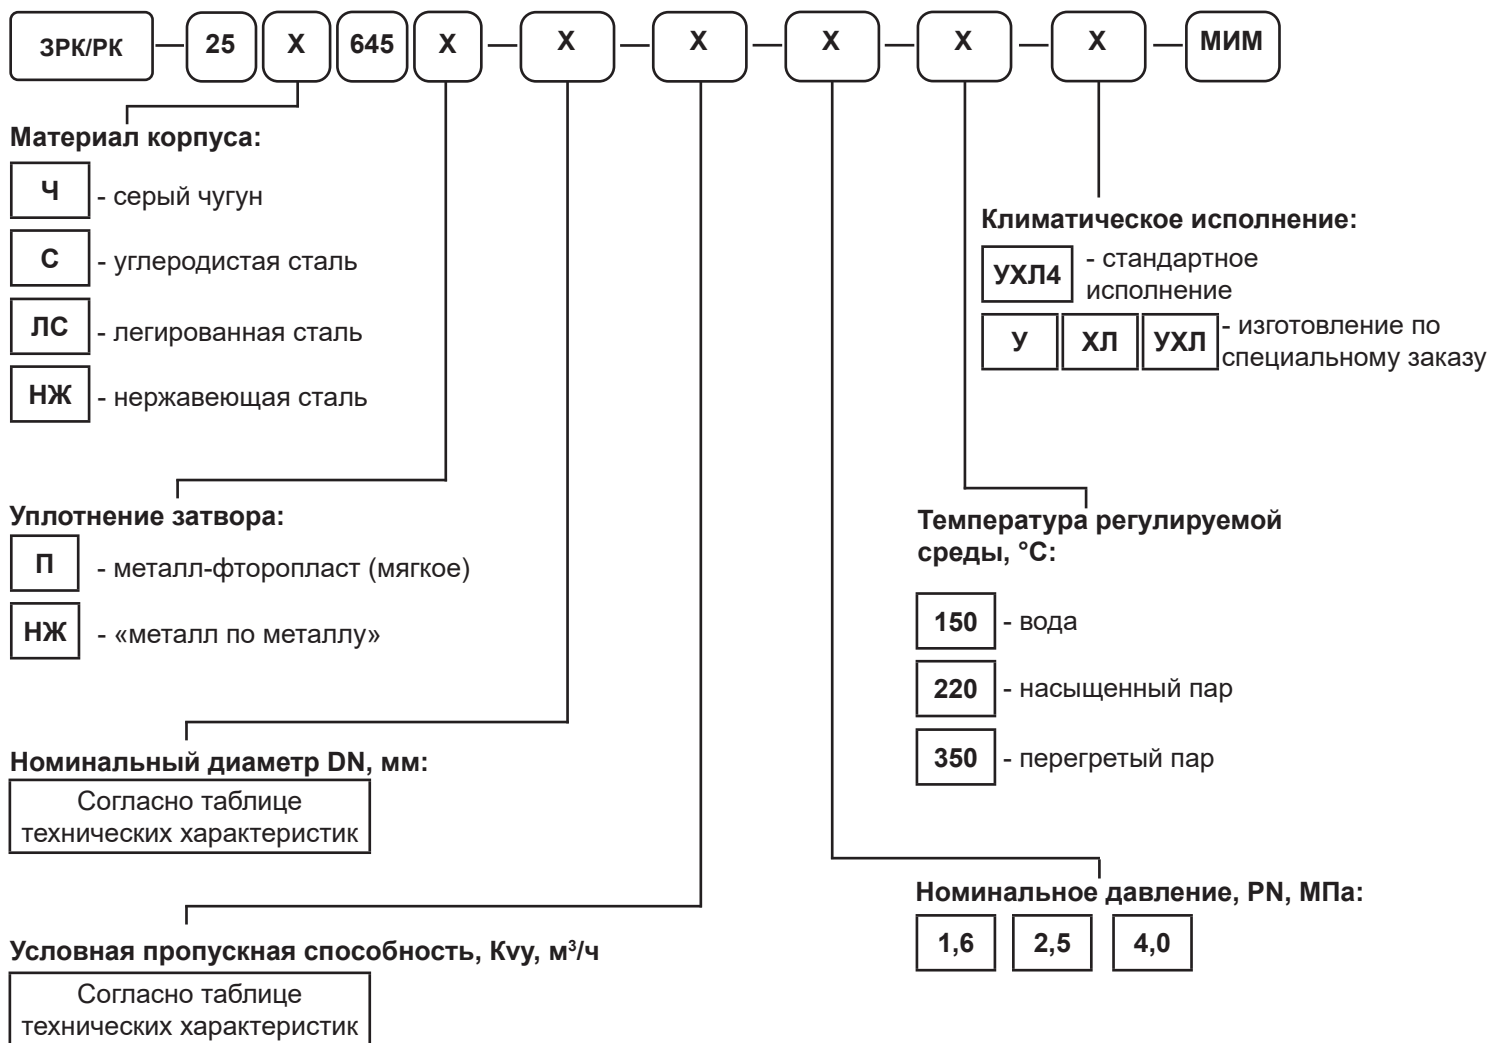 ЗРК/РК — 25 Х 645 Х — Х — Х — Х — Х — Х — МИМ
Материал корпуса:
Ч - серый чугун
С - углеродистая сталь
ЛС - легированная сталь
НЖ - нержавеющая сталь
Климатическое исполнение:
УХЛ4 - стандартное
исполнение
У ХЛ УХЛ - изготовление по
специальному заказу
Уплотнение затвора:
П - металл-фторопласт (мягкое)
НЖ - «металл по металлу»
Температура регулируемой
среды, °С:
150 - вода
220 - насыщенный пар
350 - перегретый пар
Номинальный диаметр DN, мм:
Согласно таблице
технических характеристик
Номинальное давление, PN, МПа:
1,6 2,5 4,0
Условная пропускная способность, Kvy, м³/ч
Согласно таблице
технических характеристик